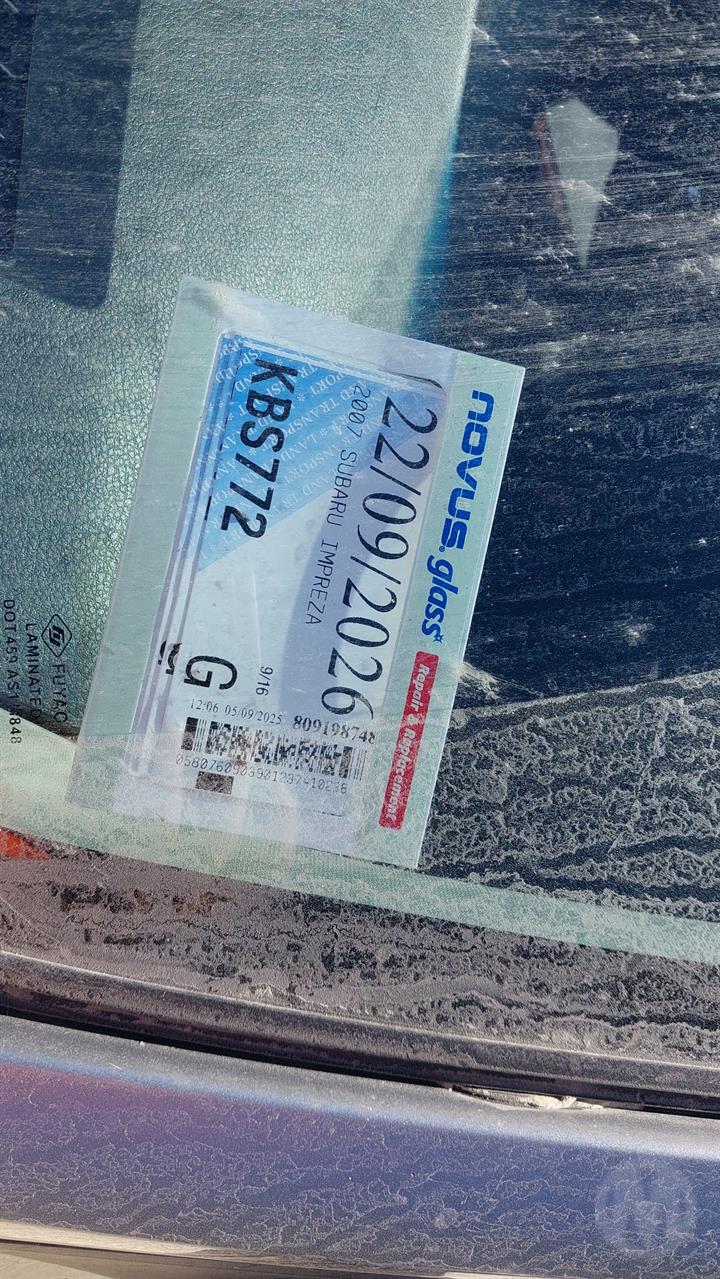 novus® glass*
Repair & Replacement
22/09/2026
2007 SUBARU IMPREZA
KBS772
9/16
G
809198748
12:06 05/09/2025
FUYAO
LAMINATED